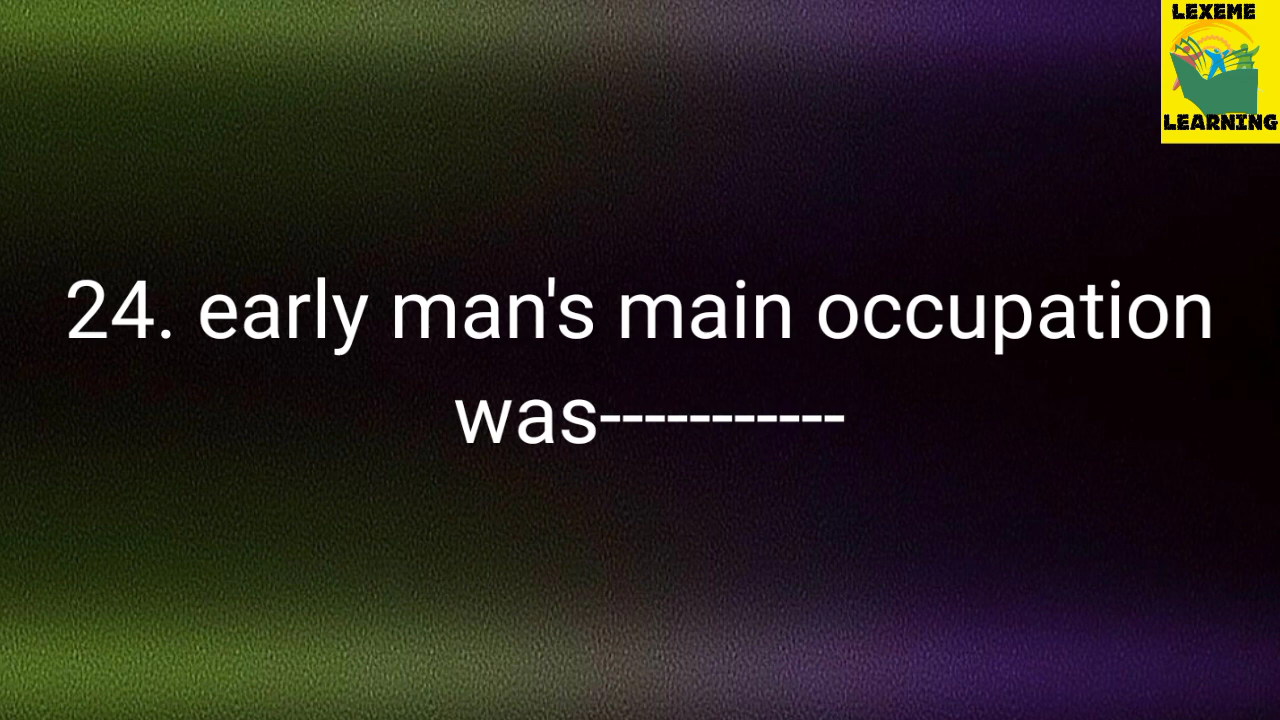 LEXEME
LEARNING
24. early man's main occupation
was-----------